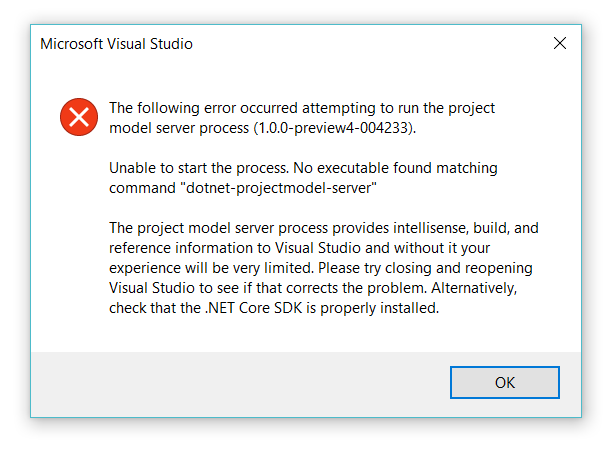 Microsoft Visual Studio
The following error occurred attempting to run the project
model server process (1.0.0-preview4-004233).
Unable to start the process. No executable found matching
command "dotnet-projectmodel-server"
The project model server process provides intellisense, build, and
reference information to Visual Studio and without it your
experience will be very limited. Please try closing and reopening
Visual Studio to see if that corrects the problem. Alternatively,
check that the .NET Core SDK is properly installed.
OK